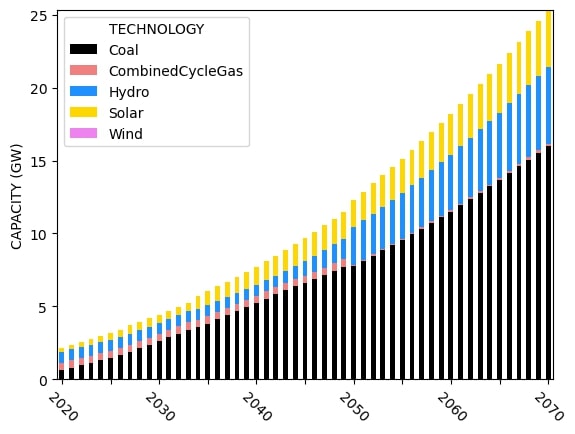 TECHNOLOGY
Coal
CombinedCycleGas
Hydro
Solar
Wind
CAPACITY (GW)
25
20
15
10
5
0
2020
2030
2040
2050
2060
2070